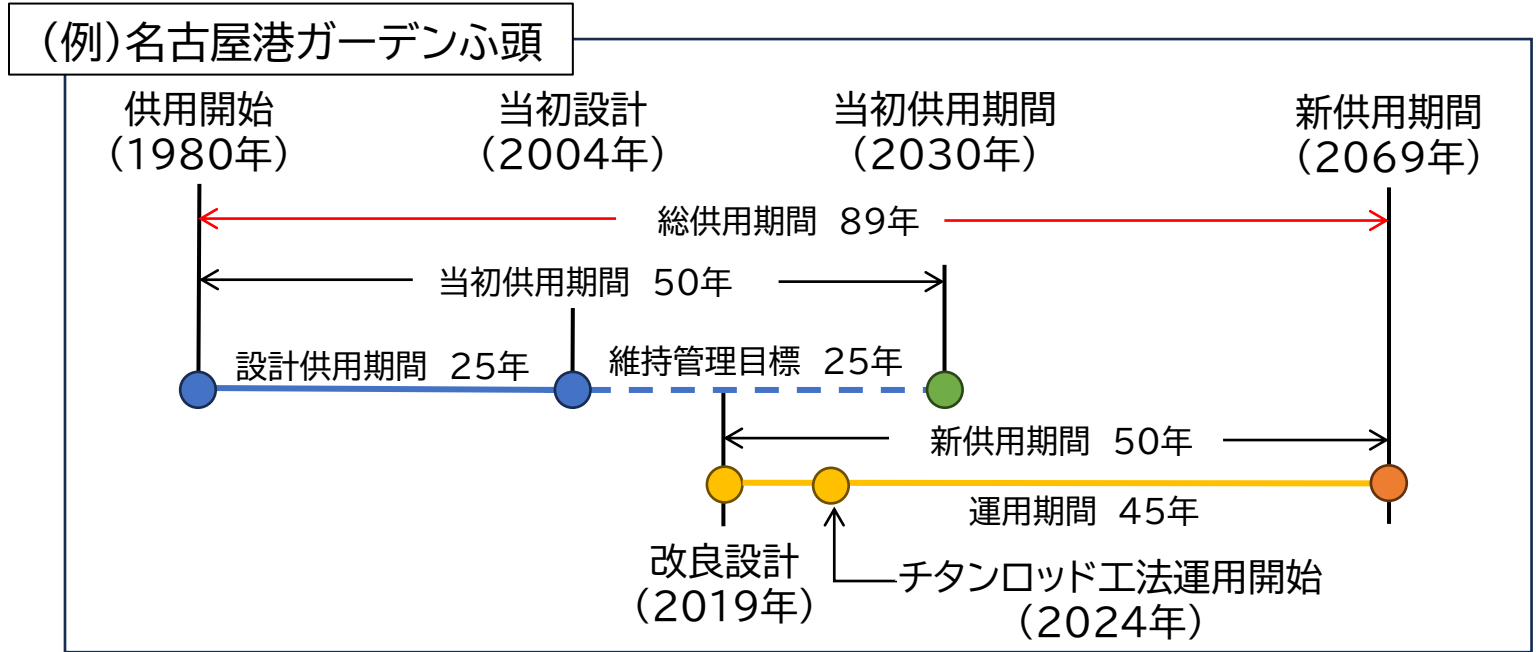 (例)名古屋港ガーデンふ頭
供用開始
(1980年)
当初設計
(2004年)
当初供用期間
(2030年)
新供用期間
(2069年)
総供用期間 89年
当初供用期間 50年
設計供用期間 25年
維持管理目標 25年
新供用期間 50年
運用期間 45年
改良設計
(2019年)
チタンロッド工法運用開始
(2024年)